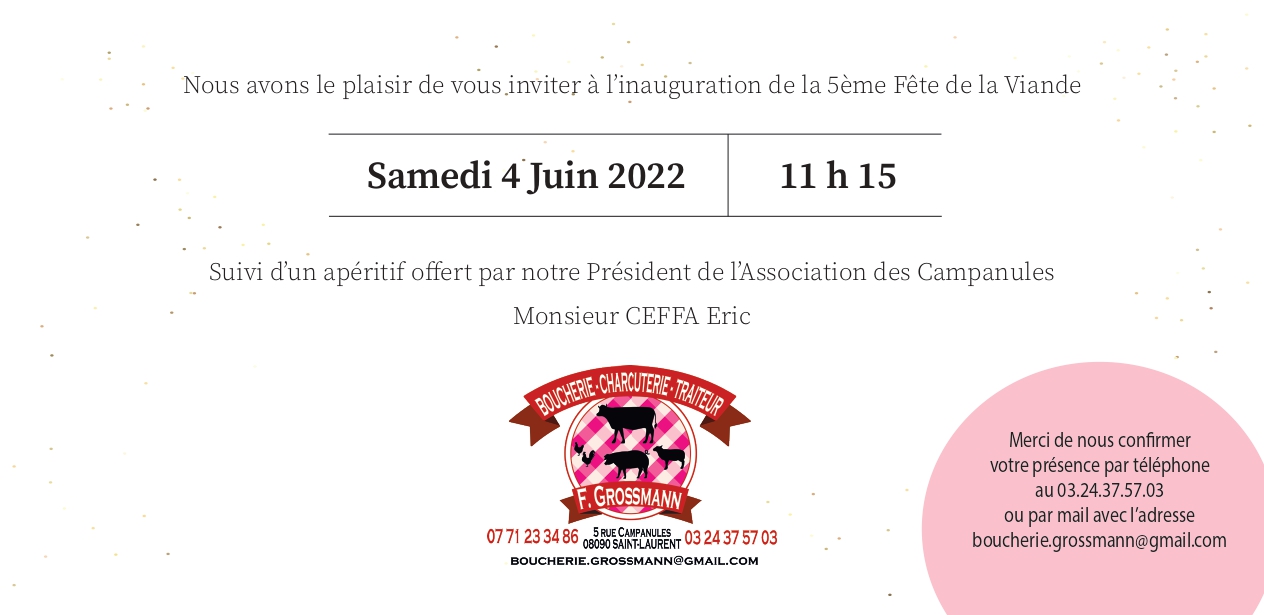 Nous avons le plaisir de vous inviter à l’inauguration de la 5ème Fête de la Viande
Samedi 4 Juin 2022
11 h 15
Suivi d’un apéritif offert par notre Président de l’Association des Campanules
Monsieur CEFFA Eric
BOUCHERIE - CHARCUTERIE - TRAITEUR
F. GROSSMANN
07 71 23 34 86
5 RUE CAMPANULES
08090 SAINT-LAURENT
03 24 37 57 03
BOUCHERIE.GROSSMANN@GMAIL.COM
Merci de nous confirmer
votre présence par téléphone
au 03.24.37.57.03
ou par mail avec l’adresse
boucherie.grossmann@gmail.com